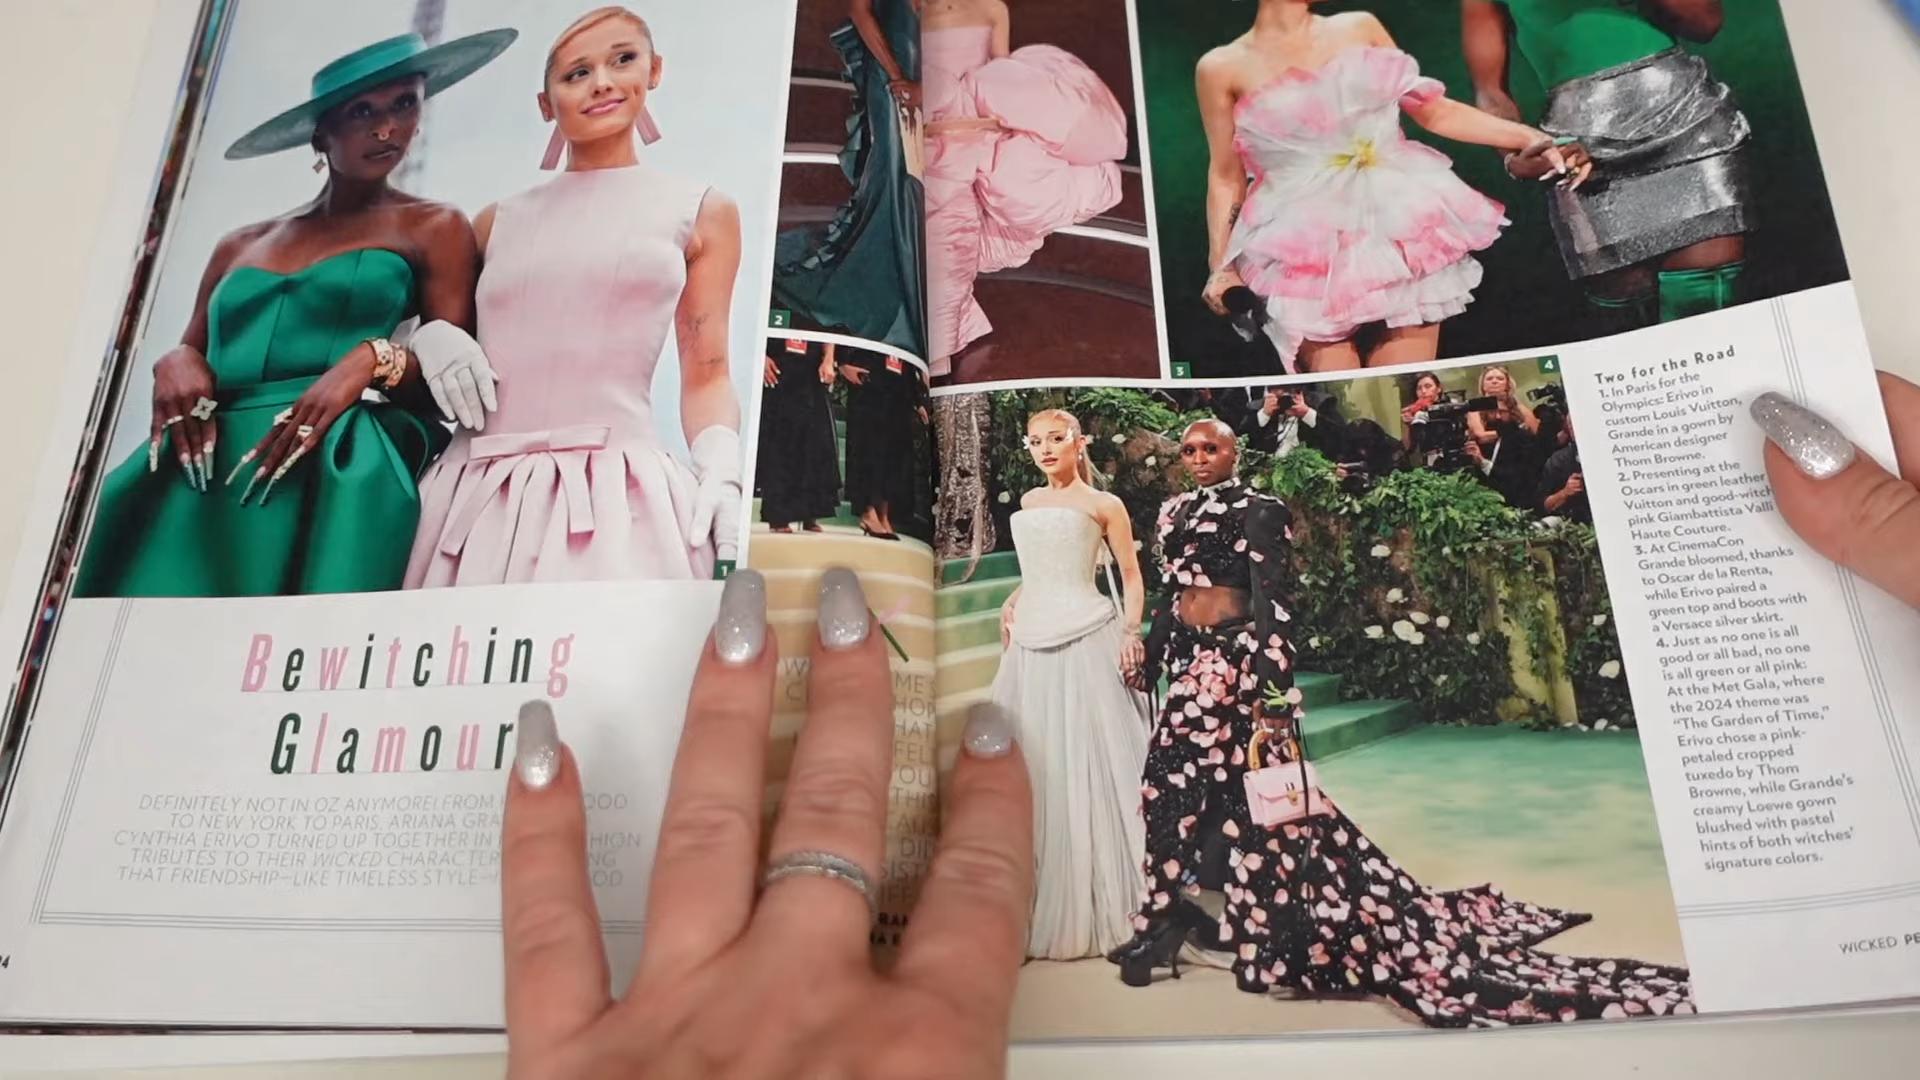 1
2
3
4
Bewitching
Glamour
DEFINITELY NOT IN OZ ANYMORE! FROM
TO NEW YORK TO PARIS, ARIANA
CYNTHIA ERIVO TURNED UP TOGETHER IN
TRIBUTES TO THEIR WICKED
THAT FRIENDSHIP—LIKE TIMELESS STYLE—
Two for the Road
1. In Paris for the
Olympics: Erivo in
custom Louis Vuitton,
Grande in a gown by
American designer
Thom Browne.
2. Presenting at the
Oscars in green leather
Vuitton and good-witch
pink Giambattista Valli
Haute Couture.
3. At CinemaCon
Grande bloomed, thanks
to Oscar de la Renta,
while Erivo paired a
green top and boots with
a Versace silver skirt.
4. Just as no one is all
good or all bad, no one
is all green or all pink:
At the Met Gala, where
the 2024 theme was
“The Garden of Time,”
Erivo chose a pink-
petaled cropped
tuxedo by Thom
Browne, while Grande’s
creamy Loewe gown
blushed with pastel
hints of both witches’
signature colors.
WICKED